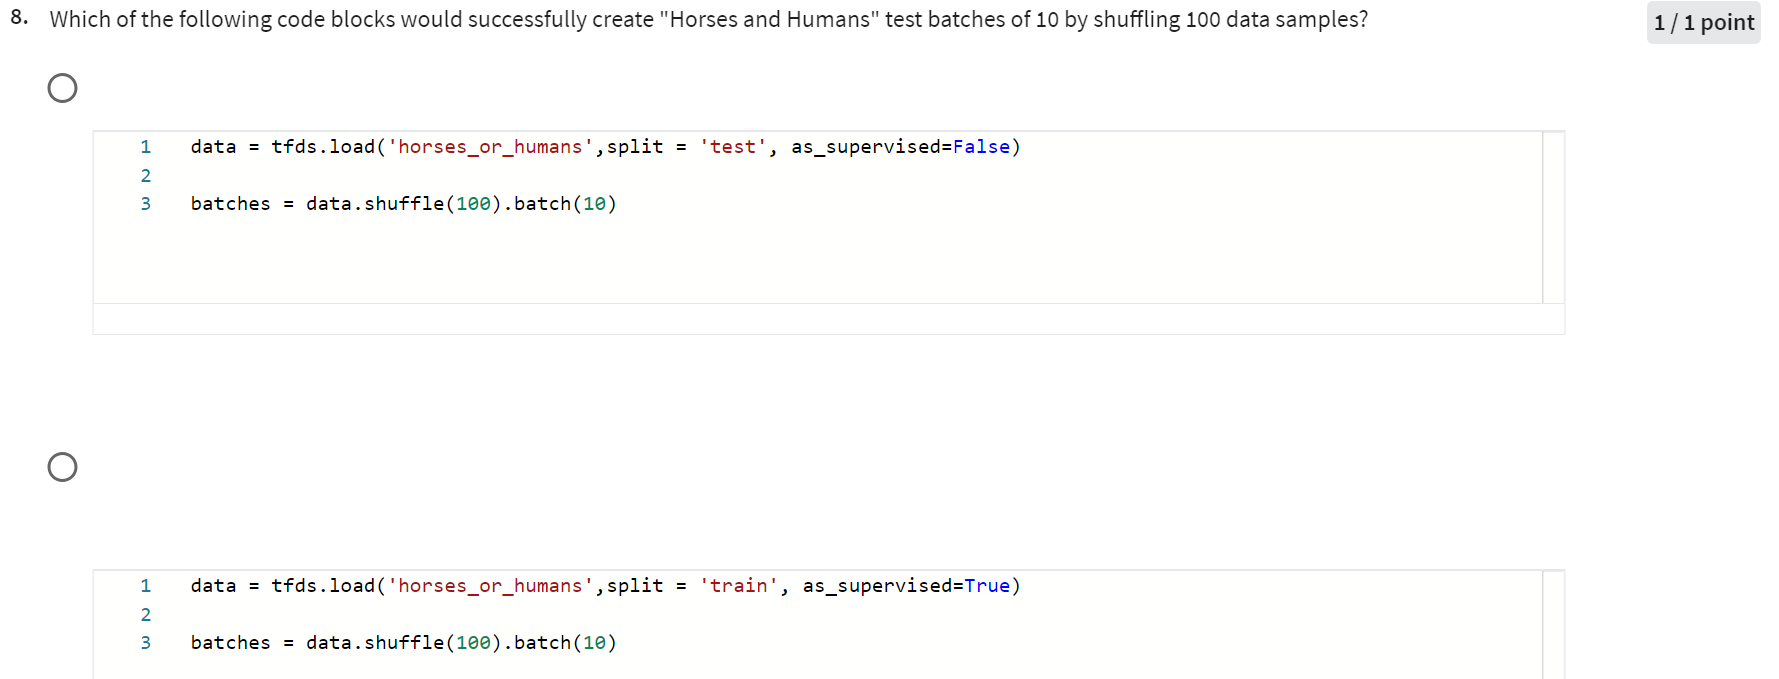 8. Which of the following code blocks would successfully create "Horses and Humans" test batches of 10 by shuffling 100 data samples?
1 / 1 point
1 data = tfds.load('horses_or_humans',split = 'test', as_supervised=False)
2
3 batches = data.shuffle(100).batch(10)
1 data = tfds.load('horses_or_humans',split = 'train', as_supervised=True)
2
3 batches = data.shuffle(100).batch(10)